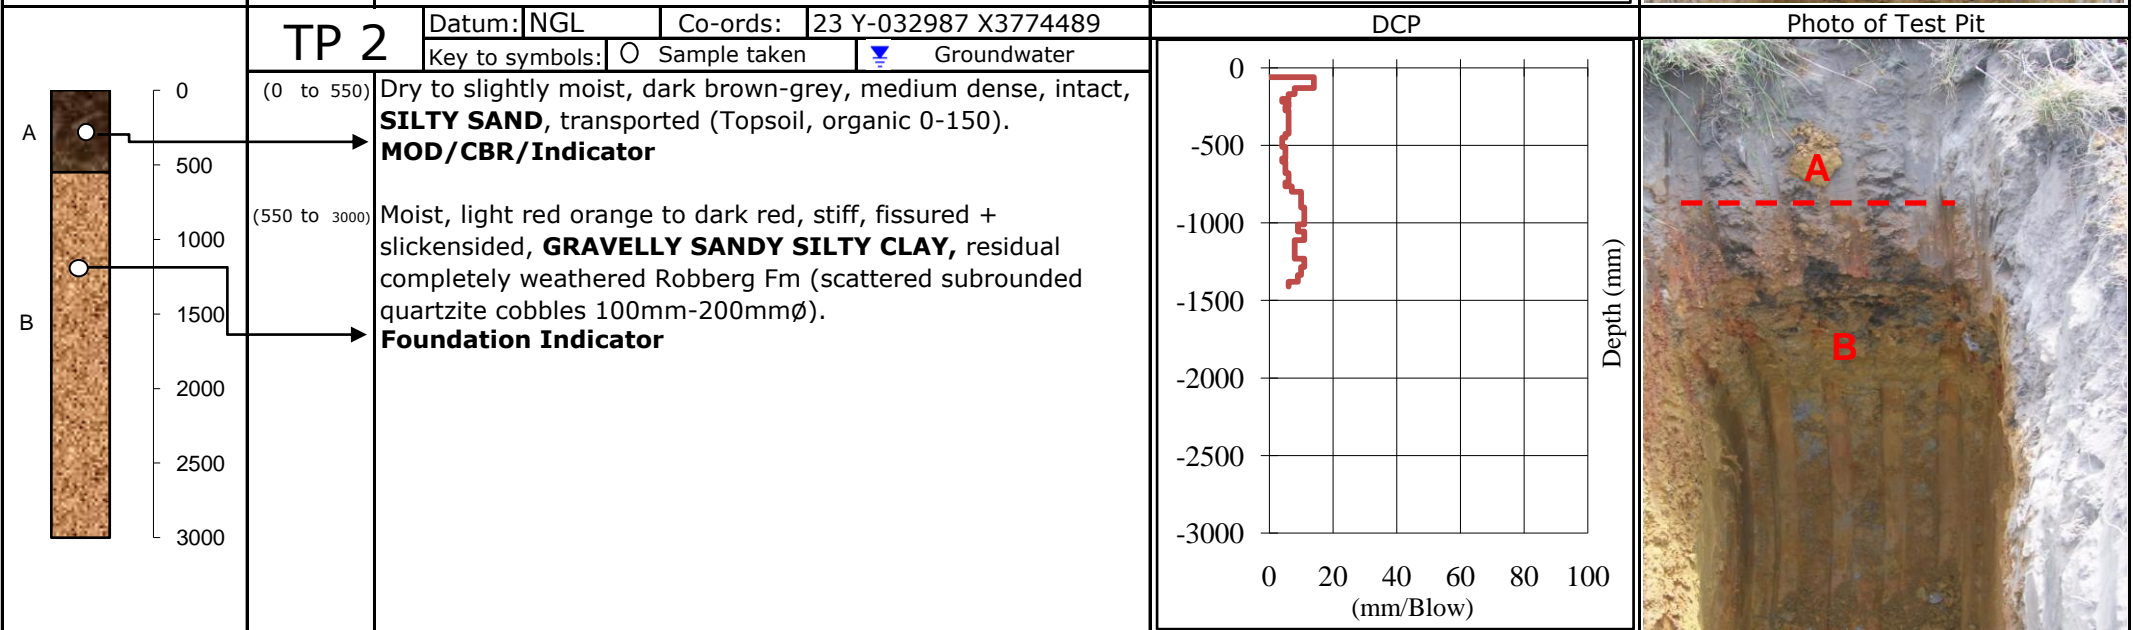 TP 2
Datum: NGL Co-ords: 23 Y-032987 X3774489
Key to symbols: Sample taken Groundwater
DCP
Photo of Test Pit
A
B
0
500
1000
1500
2000
2500
3000
(0 to 550) Dry to slightly moist, dark brown-grey, medium dense, intact,
SILTY SAND, transported (Topsoil, organic 0-150).
MOD/CBR/Indicator
(550 to 3000) Moist, light red orange to dark red, stiff, fissured +
slickensided, GRAVELLY SANDY SILTY CLAY, residual
completely weathered Robberg Fm (scattered subrounded
quartzite cobbles 100mm-200mmØ).
Foundation Indicator
0
-500
-1000
-1500
-2000
-2500
-3000
0 20 40 60 80 100
(mm/Blow)
Depth (mm)
A
B